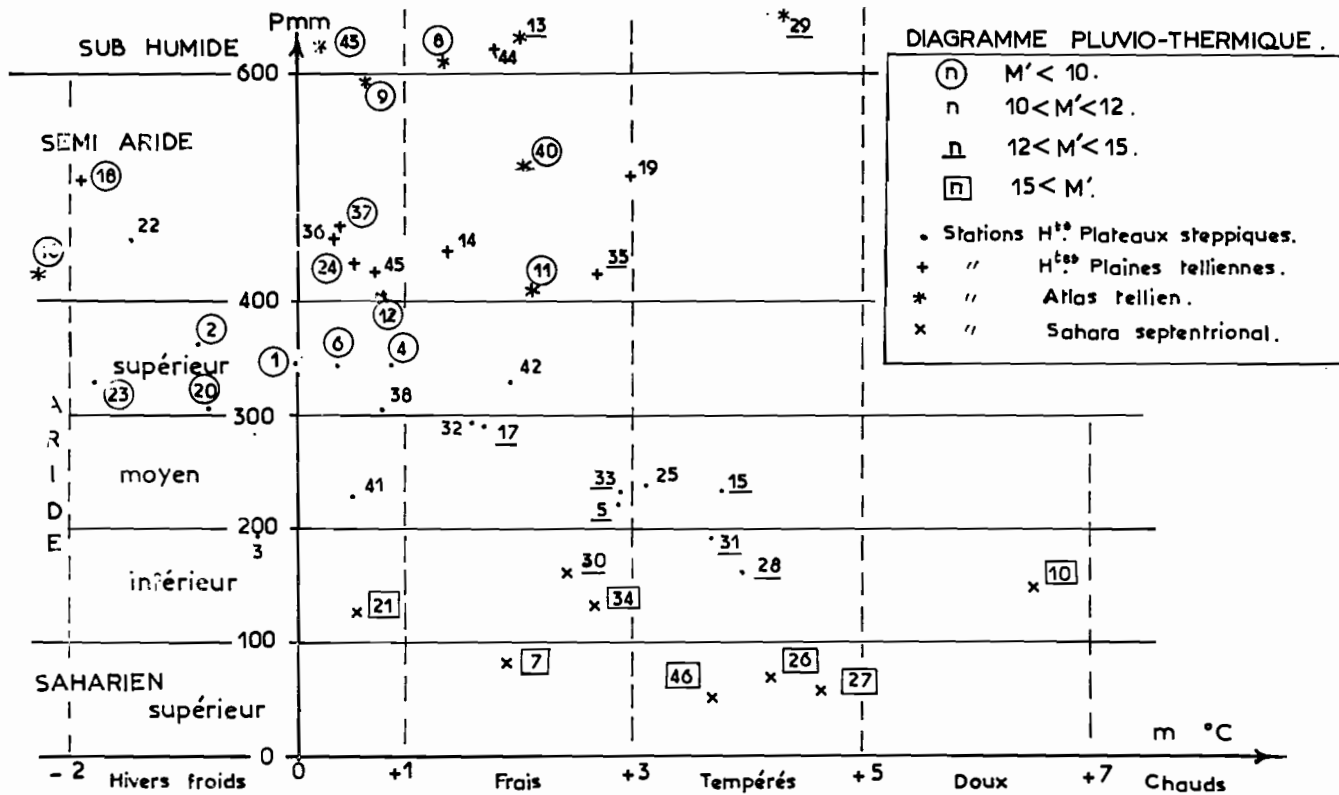 Pmm
SUB HUMIDE
600
SEMI ARIDE
400
ARIDE
supérieur
300
moyen
200
inférieur
100
SAHARIEN
supérieur
0
43
8
13
44
29
9
40
19
18
22
37
36
14
35
24
45
11
12
2
1
6
4
42
23
20
38
32
17
41
33
25
15
5
3
31
30
28
10
21
34
7
46
26
27
m °C
-2
Hivers froids
0
+1
Frais
+3
Tempérés
+5
Doux
+7
Chauds
DIAGRAMME PLUVIO-THERMIQUE.
n M'< 10.
n 10< M'<12.
n 12< M'<15.
n 15< M'.
. Stations Hts. Plateaux steppiques.
+ " Htes. Plaines telliennes.
* " Atlas tellien.
x " Sahara septentrional.